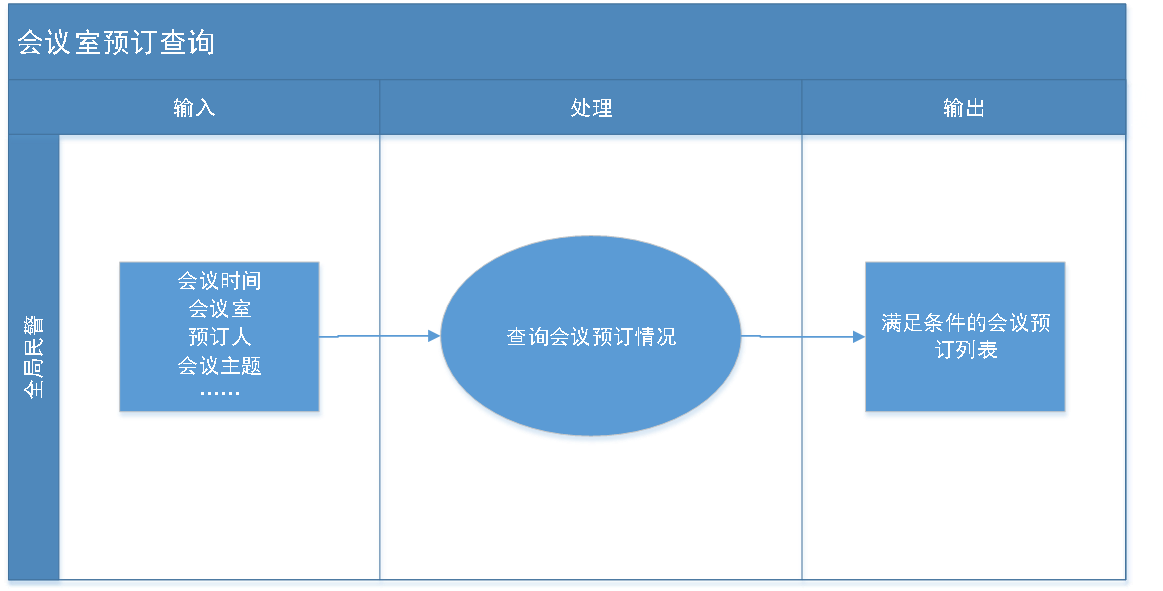 会议室预订查询
输入
处理
输出
全局民警
会议时间
会议室
预订人
会议主题
......
查询会议预订情况
满足条件的会议预
订列表